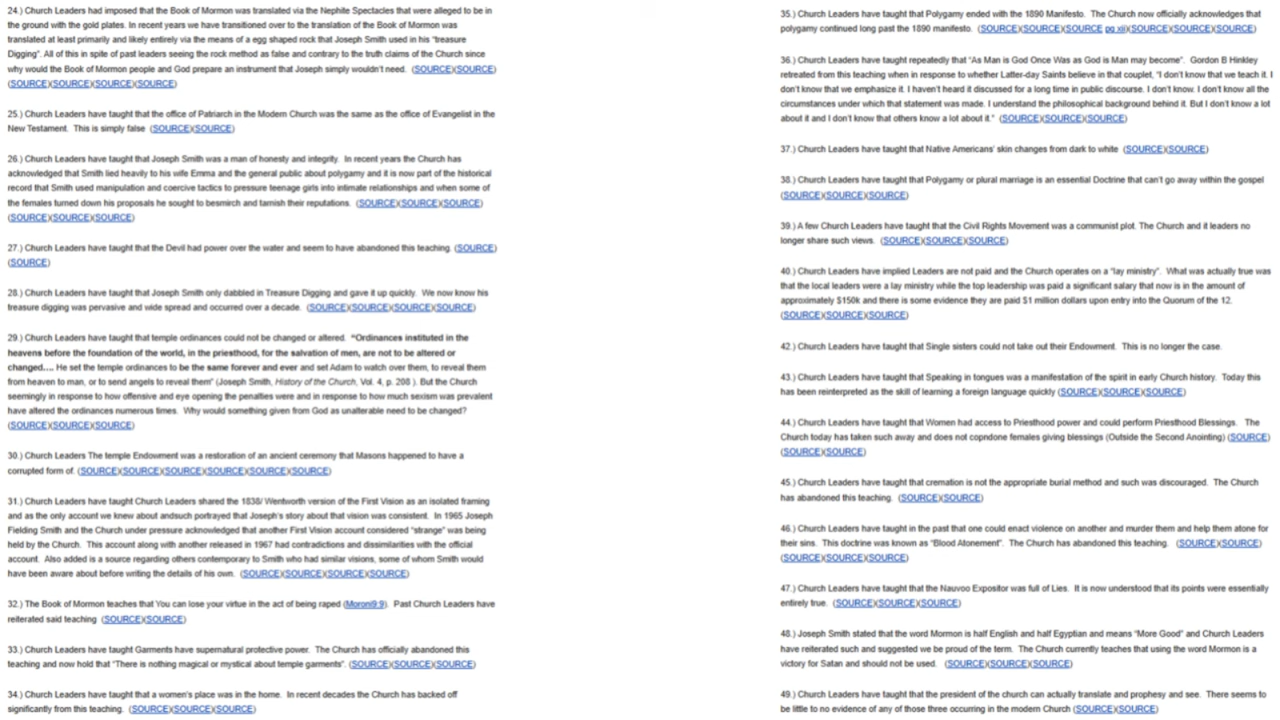 24.) Church Leaders had imposed that the Book of Mormon was translated via the Nephite Spectacles that were alleged to be in
the ground with the gold plates. In recent years we have transitioned over to the translation of the Book of Mormon was
translated at least primarily and likely entirely via the means of a egg shaped rock that Joseph Smith used in his "treasure
Digging". All of this in spite of past leaders seeing the rock method as false and contrary to the truth claims of the Church since
why would the Book of Mormon people and God prepare an instrument that Joseph simply wouldn't need. (SOURCE)(SOURCE)
(SOURCE)(SOURCE)(SOURCE)(SOURCE)
25.) Church Leaders have taught that the office of Patriarch in the Modern Church was the same as the office of Evangelist in the
New Testament. This is simply false (SOURCE)(SOURCE)
26.) Church Leaders have taught that Joseph Smith was a man of honesty and integrity. In recent years the Church has
acknowledged that Smith lied heavily to his wife Emma and the general public about polygamy and it is now part of the historical
record that Smith used manipulation and coercive tactics to pressure teenage girls into intimate relationships and when some of
the females turned down his proposals he sought to besmirch and tarnish their reputations. (SOURCE)(SOURCE)(SOURCE)
(SOURCE)(SOURCE)(SOURCE)
27.) Church Leaders have taught that the Devil had power over the water and seem to have abandoned this teaching. (SOURCE)
(SOURCE)
28.) Church Leaders have taught that Joseph Smith only dabbled in Treasure Digging and gave it up quickly. We now know his
treasure digging was pervasive and wide spread and occurred over a decade. (SOURCE)(SOURCE)(SOURCE)(SOURCE)
29.) Church Leaders have taught that temple ordinances could not be changed or altered. "Ordinances instituted in the
heavens before the foundation of the world, in the priesthood, for the salvation of men, are not to be altered or
changed.... He set the temple ordinances to be the same forever and ever and set Adam to watch over them, to reveal them
from heaven to man, or to send angels to reveal them" (Joseph Smith, History of the Church, Vol. 4, p. 208 ). But the Church
seemingly in response to how offensive and eye opening the penalties were and in response to how much sexism was prevalent
have altered the ordinances numerous times. Why would something given from God as unalterable need to be changed?
(SOURCE)(SOURCE)(SOURCE)
30.) Church Leaders The temple Endowment was a restoration of an ancient ceremony that Masons happened to have a
corrupted form of. (SOURCE)(SOURCE)(SOURCE)(SOURCE)(SOURCE)(SOURCE)
31.) Church Leaders have taught Church Leaders shared the 1838/ Wentworth version of the First Vision as an isolated framing
and as the only account we knew about andsuch portrayed that Joseph's story about that vision was consistent. In 1965 Joseph
Fielding Smith and the Church under pressure acknowledged that another First Vision account considered "strange" was being
held by the Church. This account along with another released in 1967 had contradictions and dissimilarities with the official
account. Also added is a source regarding others contemporary to Smith who had similar visions, some of whom Smith would
have been aware about before writing the details of his own. (SOURCE)(SOURCE)(SOURCE)(SOURCE)
32.) The Book of Mormon teaches that You can lose your virtue in the act of being raped (Moroni9:9). Past Church Leaders have
reiterated said teaching (SOURCE)(SOURCE)
33.) Church Leaders have taught Garments have supernatural protective power. The Church has officially abandoned this
teaching and now hold that "There is nothing magical or mystical about temple garments". (SOURCE)(SOURCE)(SOURCE)
34.) Church Leaders have taught that a women's place was in the home. In recent decades the Church has backed off
significantly from this teaching. (SOURCE)(SOURCE)(SOURCE)
35.) Church Leaders have taught that Polygamy ended with the 1890 Manifesto. The Church now officially acknowledges that
polygamy continued long past the 1890 manifesto. (SOURCE)(SOURCE)(SOURCE pg xii)(SOURCE)(SOURCE)(SOURCE)
36.) Church Leaders have taught repeatedly that "As Man is God Once Was as God is Man may become". Gordon B Hinkley
retreated from this teaching when in response to whether Latter-day Saints believe in that couplet, "I don't know that we teach it. I
don't know that we emphasize it. I haven't heard it discussed for a long time in public discourse. I don't know. I don't know all the
circumstances under which that statement was made. I understand the philosophical background behind it. But I don't know a lot
about it and I don't know that others know a lot about it." (SOURCE)(SOURCE)(SOURCE)
37.) Church Leaders have taught that Native Americans' skin changes from dark to white (SOURCE)(SOURCE)
38.) Church Leaders have taught that Polygamy or plural marriage is an essential Doctrine that can't go away within the gospel
(SOURCE)(SOURCE)(SOURCE)
39.) A few Church Leaders have taught that the Civil Rights Movement was a communist plot. The Church and it leaders no
longer share such views. (SOURCE)(SOURCE)(SOURCE)
40.) Church Leaders have implied Leaders are not paid and the Church operates on a "lay ministry". What was actually true was
that the local leaders were a lay ministry while the top leadership was paid a significant salary that now is in the amount of
approximately $150k and there is some evidence they are paid $1 million dollars upon entry into the Quorum of the 12.
(SOURCE)(SOURCE)(SOURCE)
42.) Church Leaders have taught that Single sisters could not take out their Endowment. This is no longer the case.
43.) Church Leaders have taught that Speaking in tongues was a manifestation of the spirit in early Church history. Today this
has been reinterpreted as the skill of learning a foreign language quickly (SOURCE)(SOURCE)(SOURCE)
44.) Church Leaders have taught that Women had access to Priesthood power and could perform Priesthood Blessings. The
Church today has taken such away and does not copndone females giving blessings (Outside the Second Anointing) (SOURCE)
(SOURCE)(SOURCE)
45.) Church Leaders have taught that cremation is not the appropriate burial method and such was discouraged. The Church
has abandoned this teaching. (SOURCE)(SOURCE)
46.) Church Leaders have taught in the past that one could enact violence on another and murder them and help them atone for
their sins. This doctrine was known as "Blood Atonement". The Church has abandoned this teaching. (SOURCE)(SOURCE)
(SOURCE)(SOURCE)(SOURCE)
47.) Church Leaders have taught that the Nauvoo Expositor was full of Lies. It is now understood that its points were essentially
entirely true. (SOURCE)(SOURCE)(SOURCE)
48.) Joseph Smith stated that the word Mormon is half English and half Egyptian and means "More Good" and Church Leaders
have reiterated such and suggested we be proud of the term. The Church currently teaches that using the word Mormon is a
victory for Satan and should not be used. (SOURCE)(SOURCE)(SOURCE)
49.) Church Leaders have taught that the president of the church can actually translate and prophesy and see. There seems to
be little to no evidence of any of those three occurring in the modern Church (SOURCE)(SOURCE)